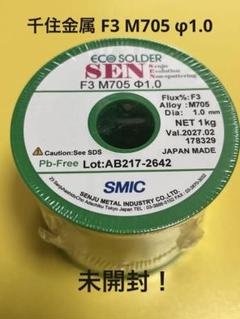 千住金属 F3 M705 φ1.0
ECO SOLDER
SEN Senju Evolution Non-sputtering
F3 M705 Φ1.0
Flux%: F3
Alloy :M705
Dia: 1.0 mm
NET 1kg
Val.2027.02
178329
JAPAN MADE
Caution:See SDS
Pb-Free Lot:AB217-2642
SMIC
SENJU METAL INDUSTRY CO.,LTD.
未開封！